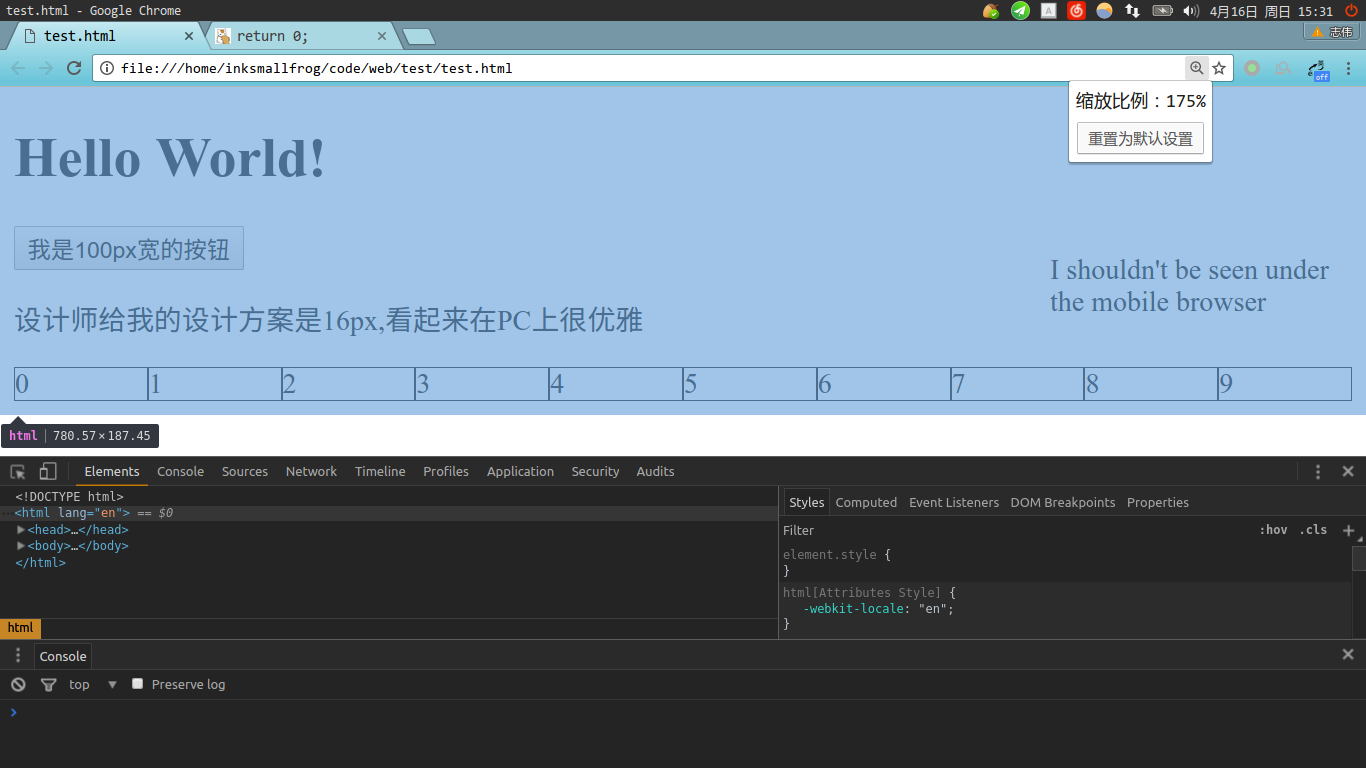 test.html - Google Chrome
4月16日 周日 15:31
test.html
return 0;
志伟
file:///home/inksmallfrog/code/web/test/test.html
off
缩放比例：175%
重置为默认设置
Hello World!
我是100px宽的按钮
I shouldn't be seen under
the mobile browser
设计师给我的设计方案是16px,看起来在PC上很优雅
0 1 2 3 4 5 6 7 8 9
html 780.57×187.45
Elements Console Sources Network Timeline Profiles Application Security Audits
<!DOCTYPE html>
…<html lang="en"> == $0
<head>…</head>
<body>…</body>
</html>
html
Styles Computed Event Listeners DOM Breakpoints Properties
Filter :hov .cls
element.style {
}
html[Attributes Style] {
-webkit-locale: "en";
}
Console
top Preserve log